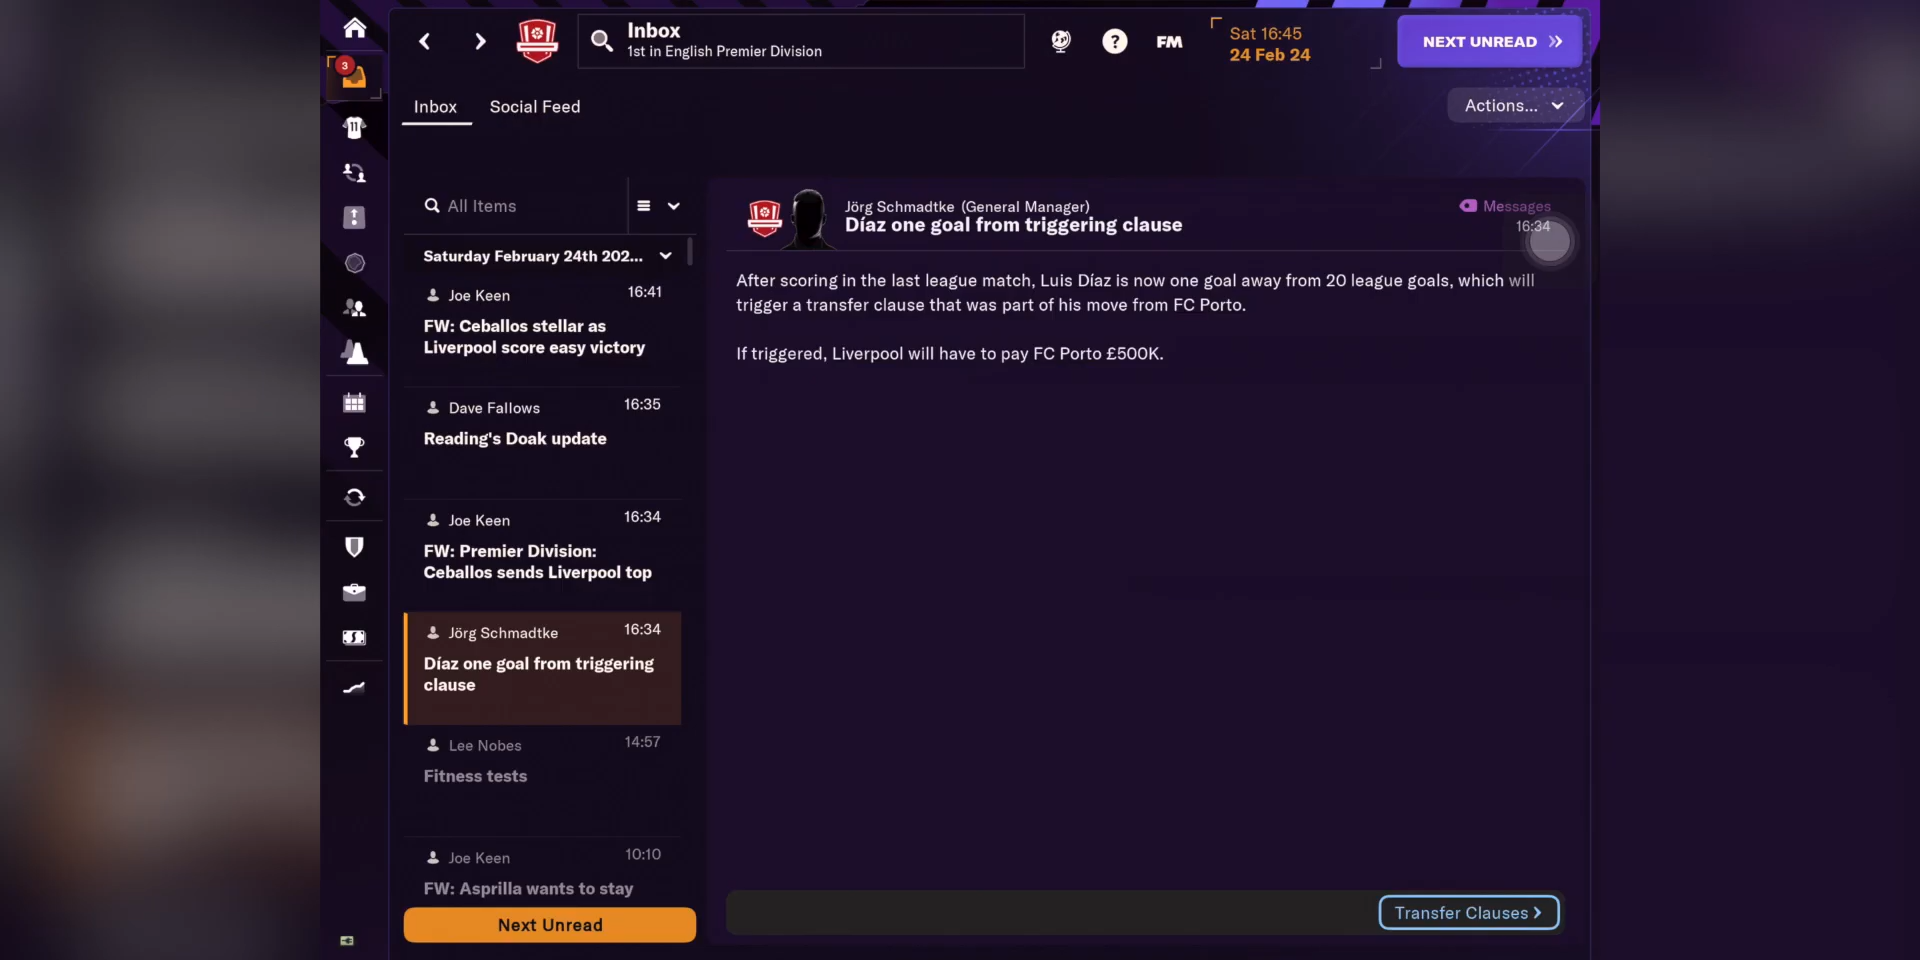 Inbox
1st in English Premier Division
?
FM
Sat 16:45
24 Feb 24
NEXT UNREAD
3
Inbox
Social Feed
Actions...
11
All Items
Saturday February 24th 202...
Joe Keen
16:41
FW: Ceballos stellar as
Liverpool score easy victory
Dave Fallows
16:35
Reading's Doak update
Joe Keen
16:34
FW: Premier Division:
Ceballos sends Liverpool top
Jörg Schmadtke
16:34
Díaz one goal from triggering
clause
Lee Nobes
14:57
Fitness tests
Joe Keen
10:10
FW: Asprilla wants to stay
Next Unread
Jörg Schmadtke (General Manager)
Díaz one goal from triggering clause
Messages
16:34
After scoring in the last league match, Luis Díaz is now one goal away from 20 league goals, which will
trigger a transfer clause that was part of his move from FC Porto.
If triggered, Liverpool will have to pay FC Porto £500K.
Transfer Clauses